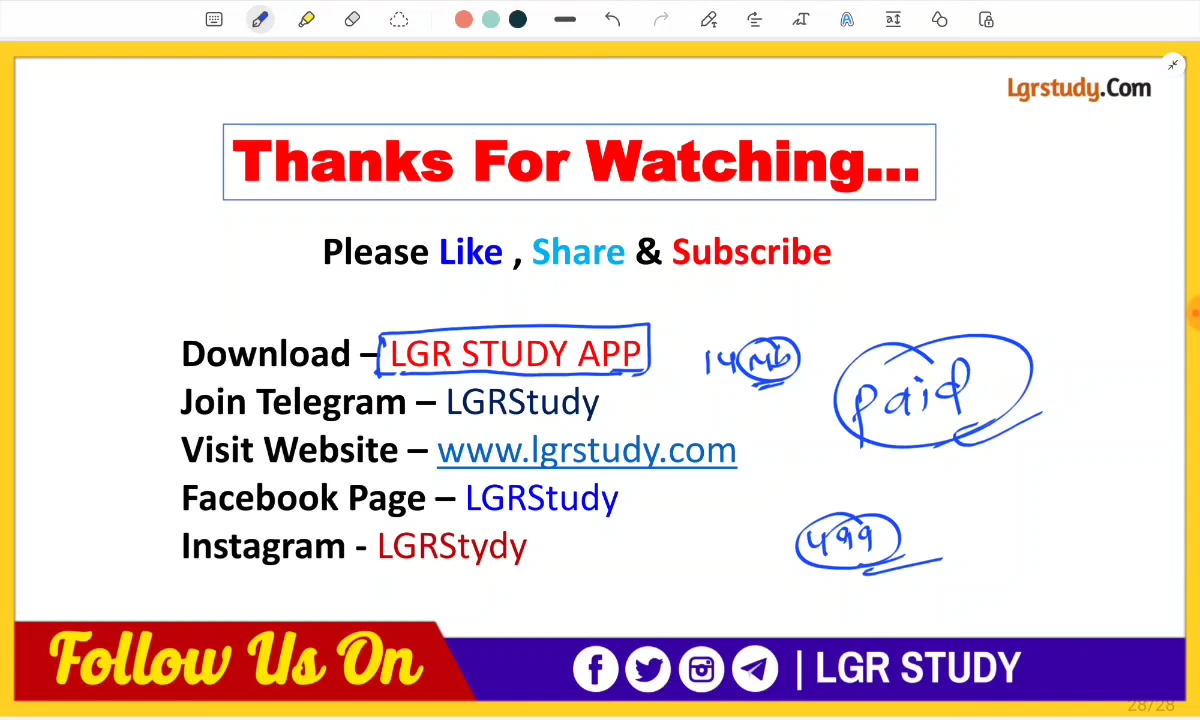 Lgrstudy.Com
Thanks For Watching...
Please Like , Share & Subscribe
Download – LGR STUDY APP 14 Mb
paid
Join Telegram – LGRStudy
Visit Website – www.lgrstudy.com
Facebook Page – LGRStudy
Instagram - LGRStydy
499
Follow Us On
| LGR STUDY
28/28